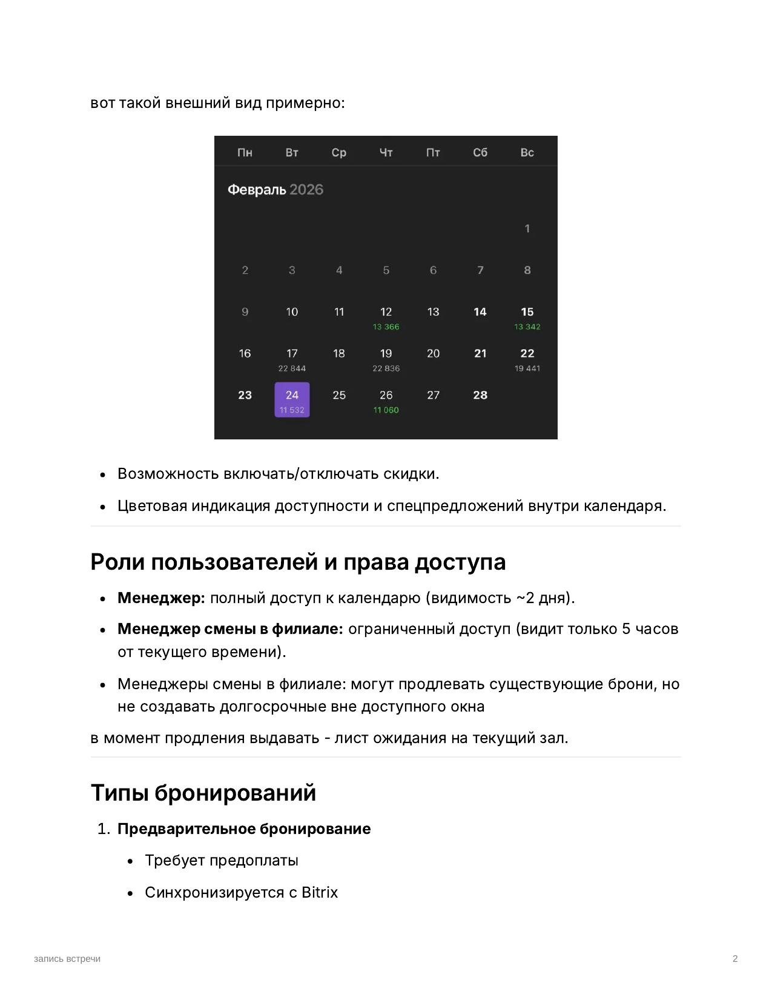 вот такой внешний вид примерно:
Пн Вт Ср Чт Пт Сб Вс
Февраль 2026
1
2 3 4 5 6 7 8
9 10 11 12 13 14 15
13 366 13 342
16 17 18 19 20 21 22
22 844 22 836 19 441
23 24 25 26 27 28
11 532 11 060
• Возможность включать/отключать скидки.
• Цветовая индикация доступности и спецпредложений внутри календаря.
Роли пользователей и права доступа
• Менеджер: полный доступ к календарю (видимость ~2 дня).
• Менеджер смены в филиале: ограниченный доступ (видит только 5 часов
от текущего времени).
• Менеджеры смены в филиале: могут продлевать существующие брони, но
не создавать долгосрочные вне доступного окна
в момент продления выдавать - лист ожидания на текущий зал.
Типы бронирований
1. Предварительное бронирование
• Требует предоплаты
• Синхронизируется с Bitrix
запись встречи 2